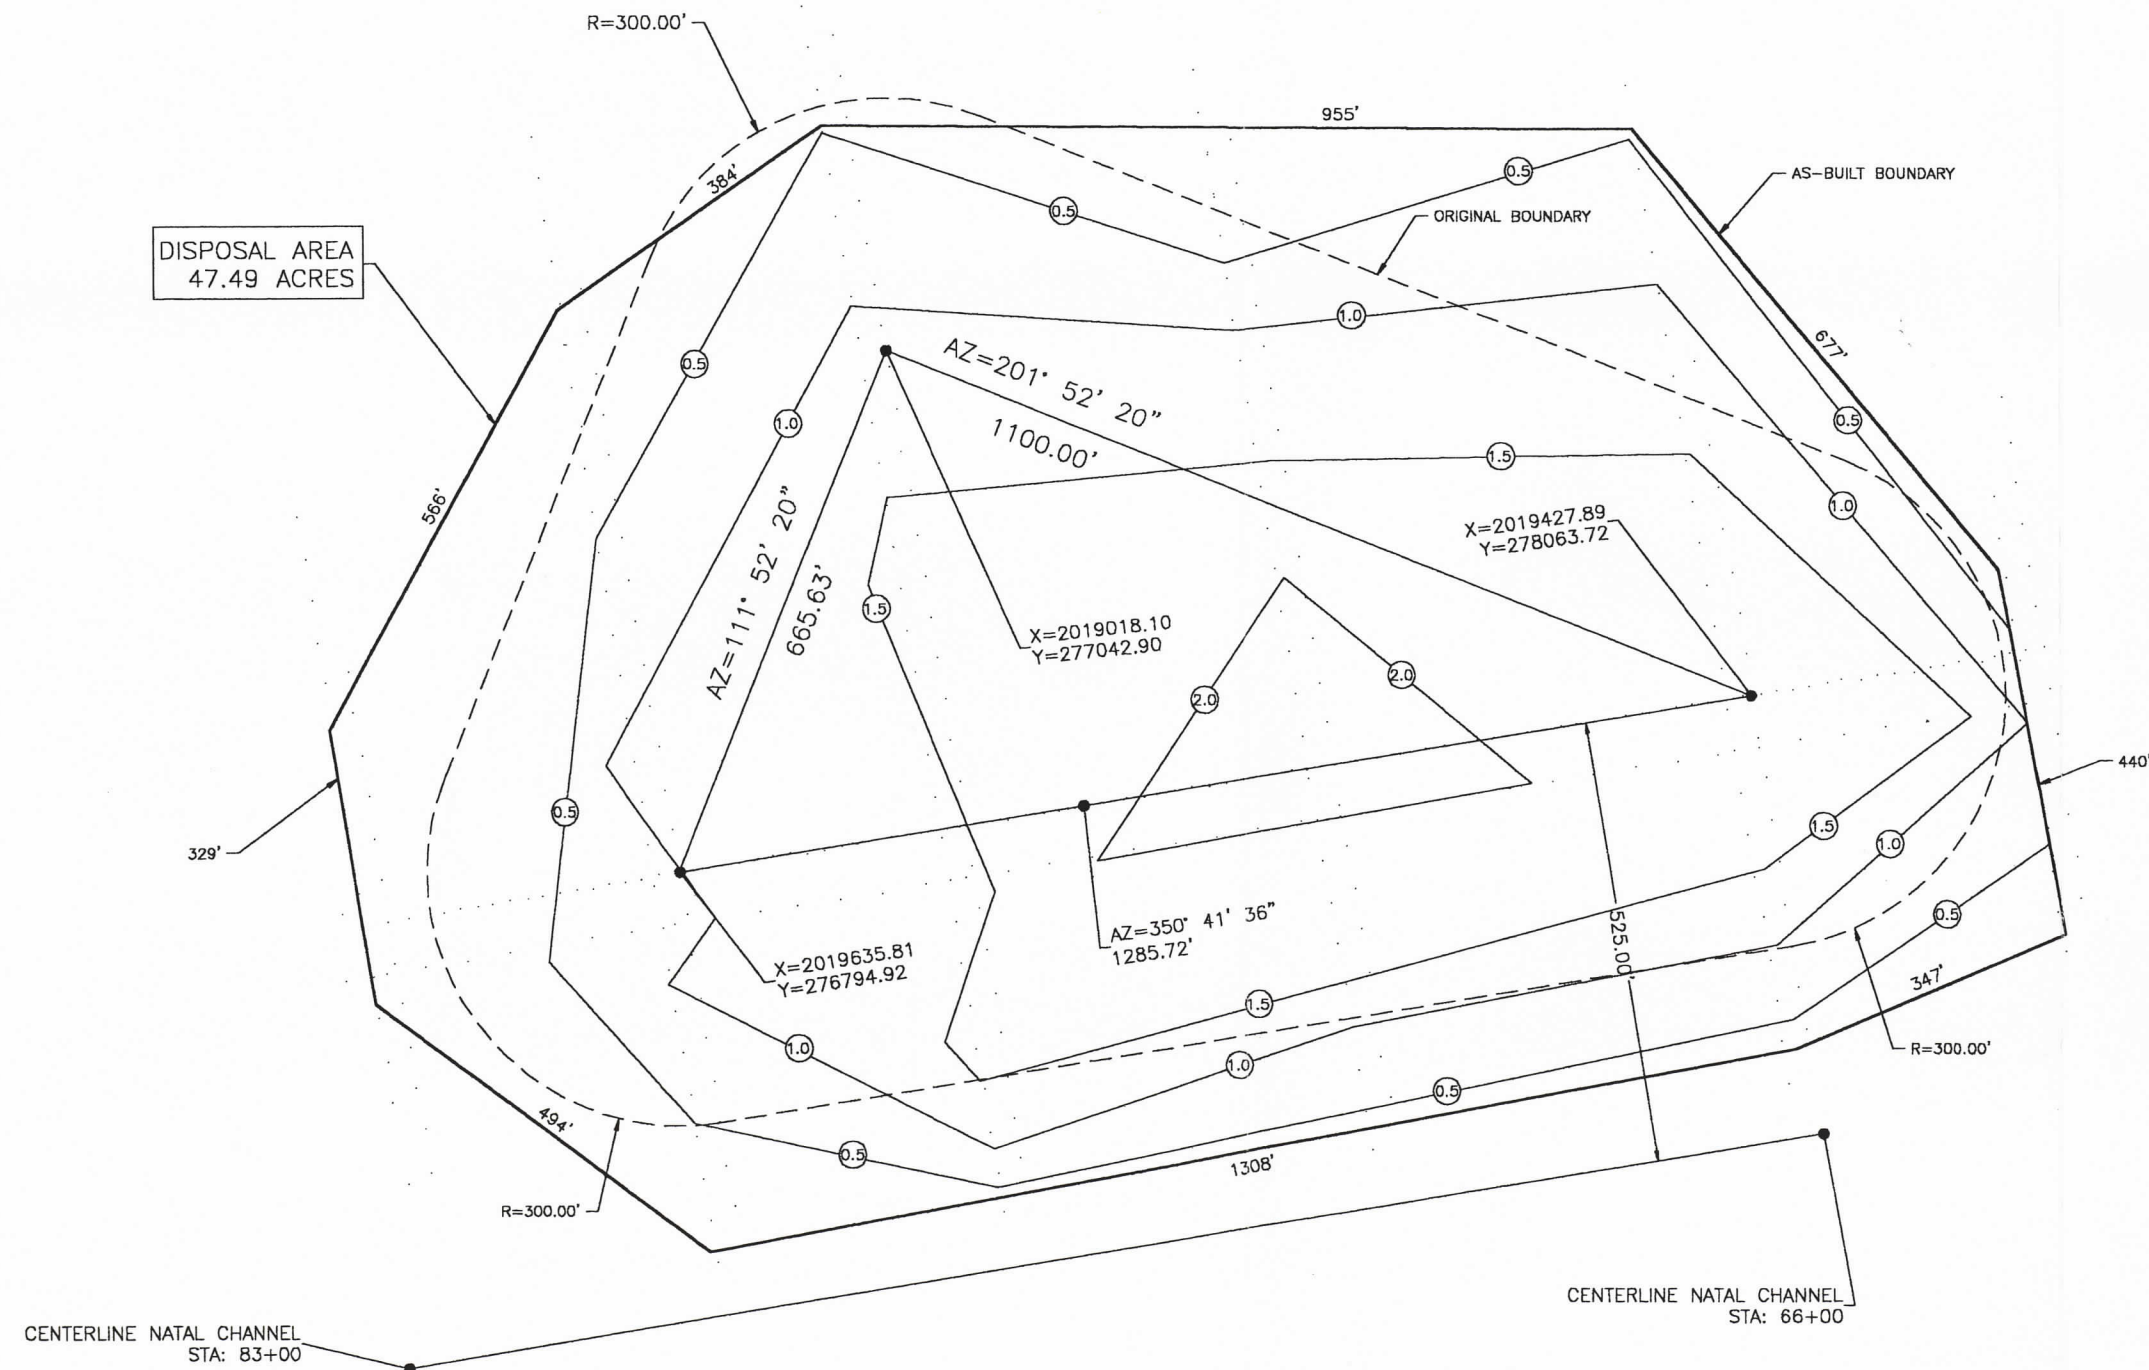 R=300.00'
955'
384'
0.5
0.5
AS-BUILT BOUNDARY
ORIGINAL BOUNDARY
DISPOSAL AREA
47.49 ACRES
1.0
677'
AZ=201° 52' 20"
1100.00'
0.5
0.5
1.0
1.5
566'
AZ=111° 52' 20"
665.63'
1.0
X=2019427.89
Y=278063.72
1.5
X=2019018.10
Y=277042.90
2.0
2.0
440'
0.5
329'
1.5
1.0
525.00'
AZ=350° 41' 36"
1285.72'
0.5
X=2019635.81
Y=276794.92
347'
1.5
1.0
1.0
R=300.00'
0.5
494'
0.5
1308'
R=300.00'
CENTERLINE NATAL CHANNEL
STA: 66+00
CENTERLINE NATAL CHANNEL
STA: 83+00